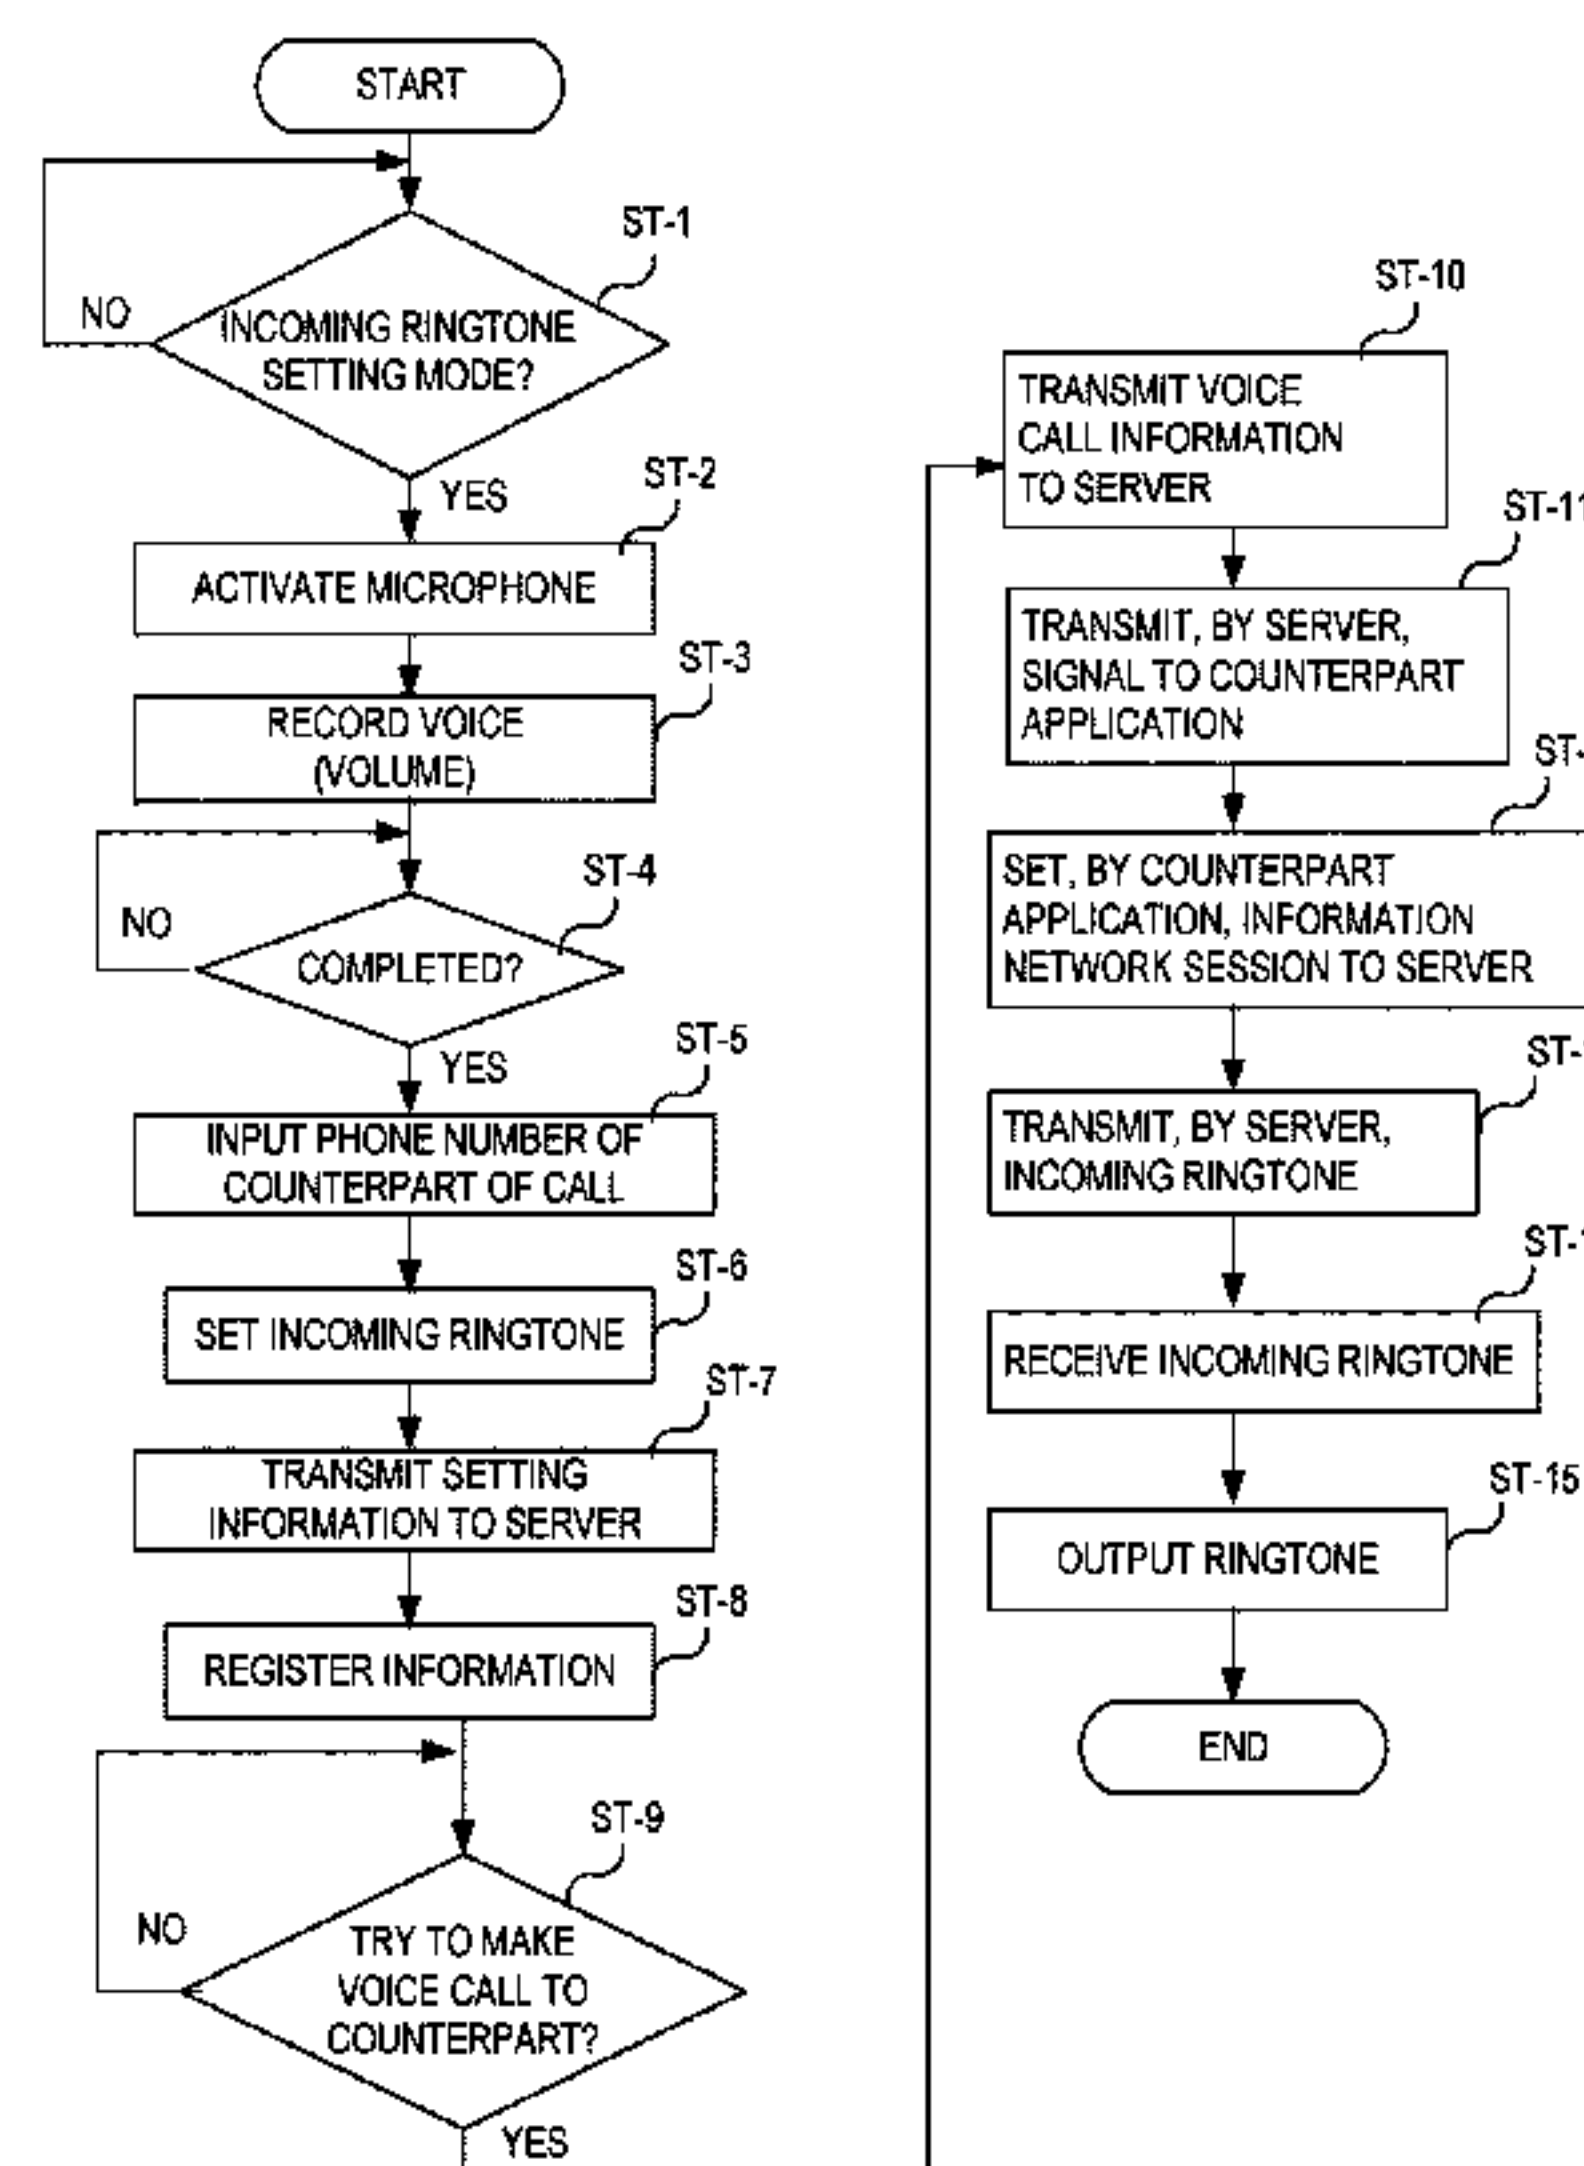 START
ST-1
NO
INCOMING RINGTONE
SETTING MODE?
YES
ST-2
ACTIVATE MICROPHONE
ST-3
RECORD VOICE
(VOLUME)
ST-4
NO
COMPLETED?
YES
ST-5
INPUT PHONE NUMBER OF
COUNTERPART OF CALL
ST-6
SET INCOMING RINGTONE
ST-7
TRANSMIT SETTING
INFORMATION TO SERVER
ST-8
REGISTER INFORMATION
ST-9
NO
TRY TO MAKE
VOICE CALL TO
COUNTERPART?
YES
ST-10
TRANSMIT VOICE
CALL INFORMATION
TO SERVER
ST-11
TRANSMIT, BY SERVER,
SIGNAL TO COUNTERPART
APPLICATION
ST-
SET, BY COUNTERPART
APPLICATION, INFORMATION
NETWORK SESSION TO SERVER
ST-
TRANSMIT, BY SERVER,
INCOMING RINGTONE
ST-
RECEIVE INCOMING RINGTONE
ST-15
OUTPUT RINGTONE
END